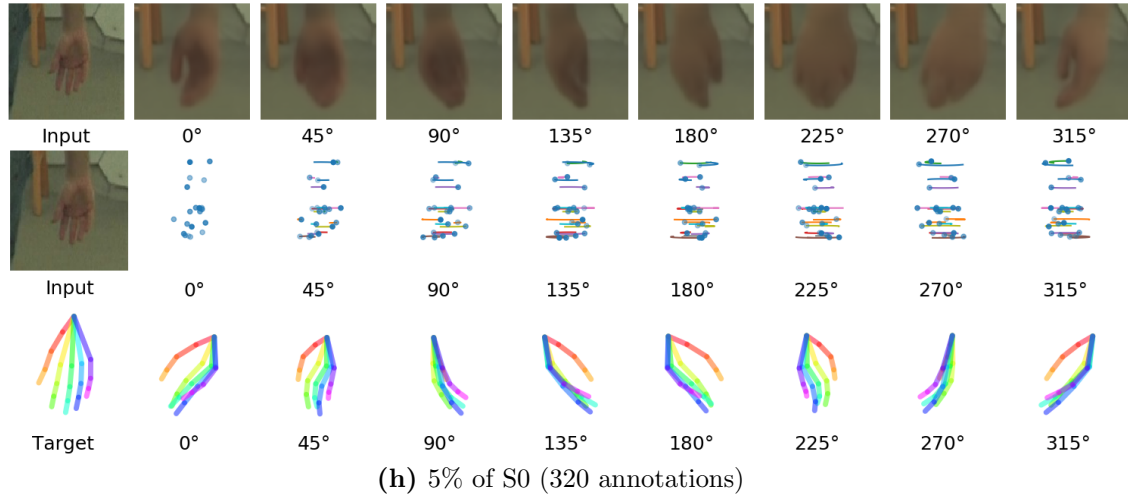 Input 0° 45° 90° 135° 180° 225° 270° 315°
Input 0° 45° 90° 135° 180° 225° 270° 315°
Target 0° 45° 90° 135° 180° 225° 270° 315°
(h) 5% of S0 (320 annotations)